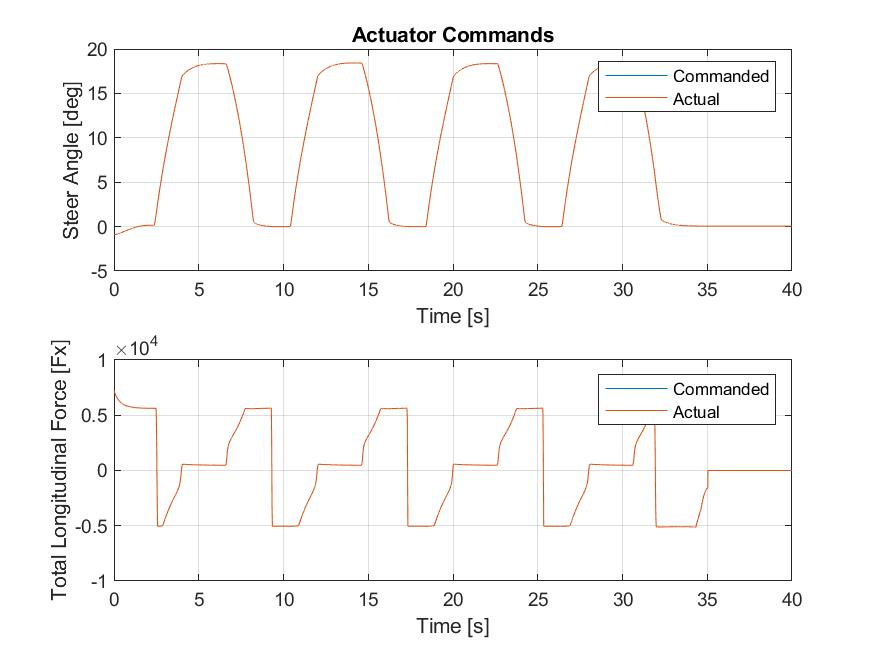 Actuator Commands
20
15
10
5
0
-5
Steer Angle [deg]
Commanded
Actual
0 5 10 15 20 25 30 35 40
Time [s]
×10^4
1
0.5
0
-0.5
-1
Total Longitudinal Force [Fx]
Commanded
Actual
0 5 10 15 20 25 30 35 40
Time [s]